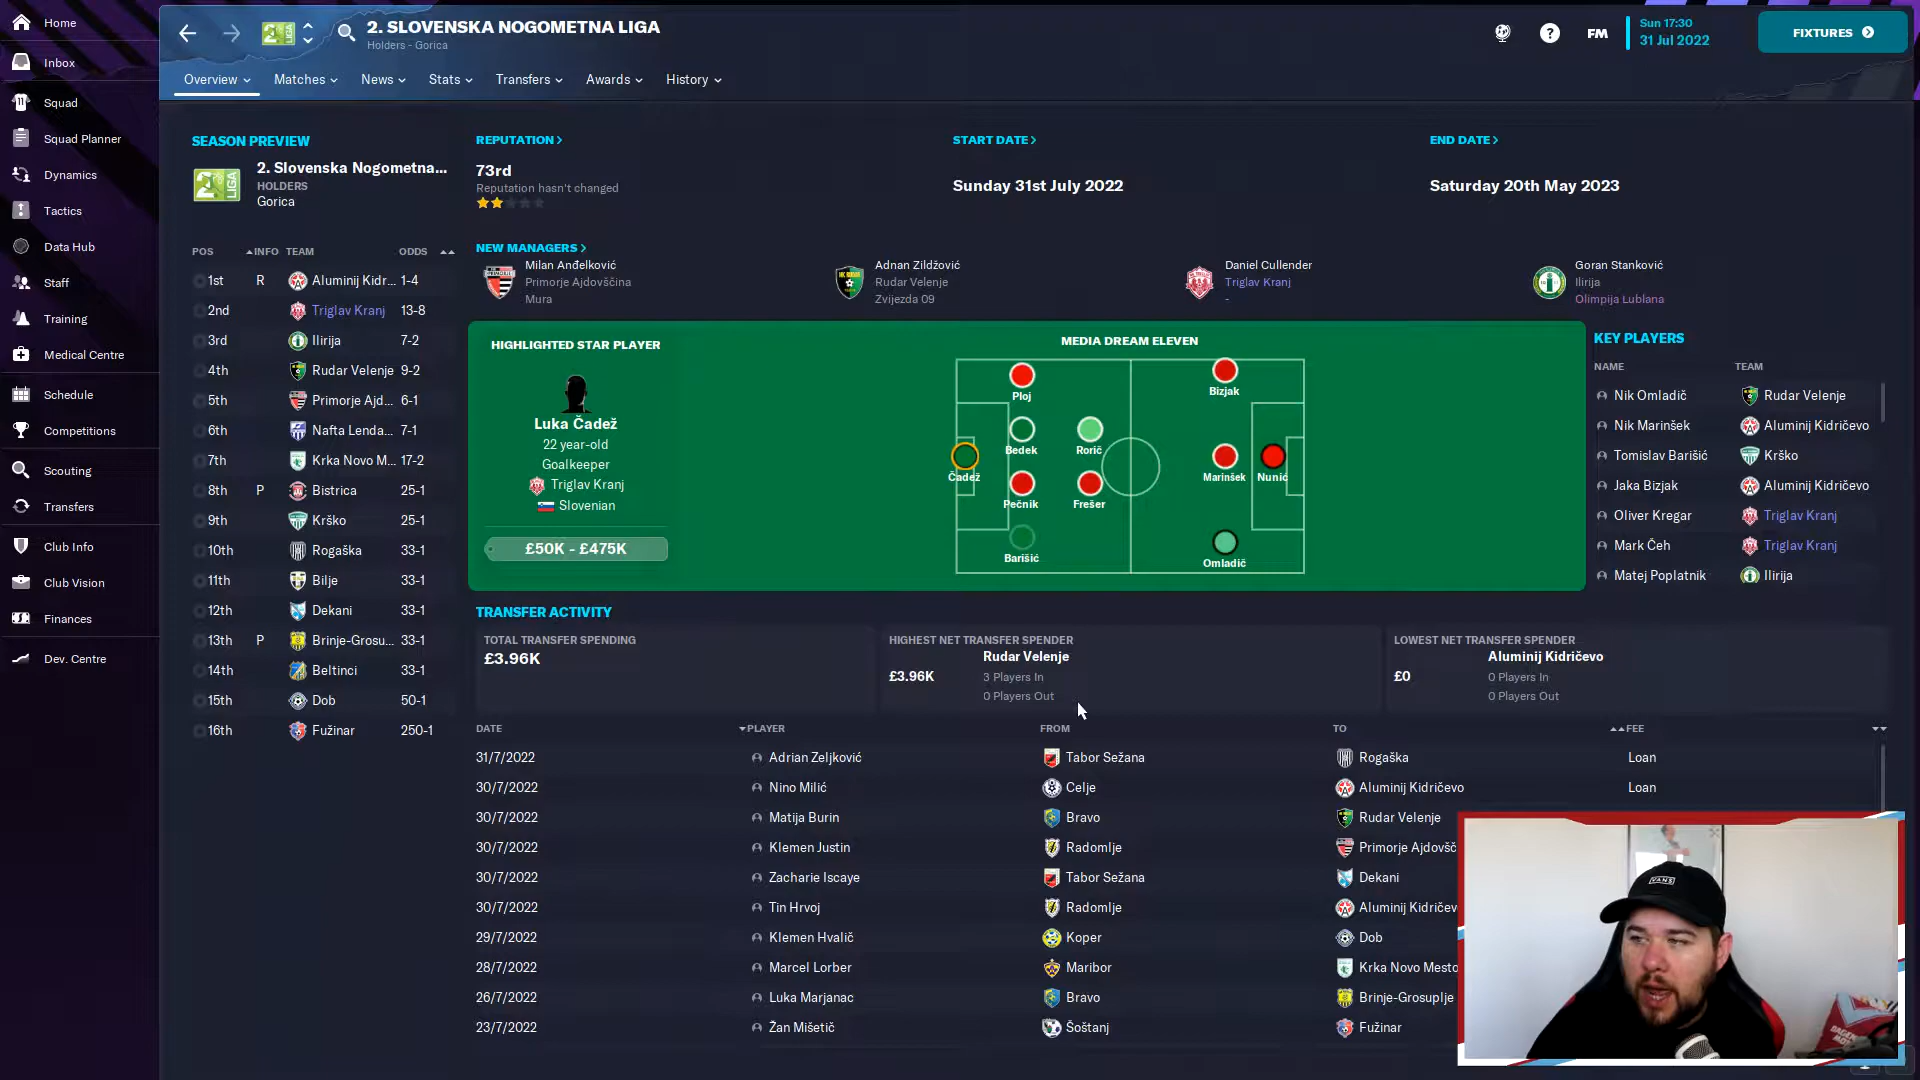 Home
Inbox
Squad
Squad Planner
Dynamics
Tactics
Data Hub
Staff
Training
Medical Centre
Schedule
Competitions
Scouting
Transfers
Club Info
Club Vision
Finances
Dev. Centre
2. SLOVENSKA NOGOMETNA LIGA
Holders - Gorica
? FM Sun 17:30
31 Jul 2022
FIXTURES
Overview Matches News Stats Transfers Awards History
SEASON PREVIEW
2. Slovenska Nogometna...
HOLDERS
Gorica
REPUTATION >
73rd
Reputation hasn't changed
START DATE >
Sunday 31st July 2022
END DATE >
Saturday 20th May 2023
POS INFO TEAM ODDS
1st R Aluminij Kidr... 1-4
2nd Triglav Kranj 13-8
3rd Ilirija 7-2
4th Rudar Velenje 9-2
5th Primorje Ajd... 6-1
6th Nafta Lenda... 7-1
7th Krka Novo M... 17-2
8th P Bistrica 25-1
9th Krško 25-1
10th Rogaška 33-1
11th Bilje 33-1
12th Dekani 33-1
13th P Brinje-Grosu... 33-1
14th Beltinci 33-1
15th Dob 50-1
16th Fužinar 250-1
NEW MANAGERS >
Milan Anđelković
Primorje Ajdovščina
Mura
Adnan Zildžović
Rudar Velenje
Zvijezda 09
Daniel Cullender
Triglav Kranj
-
Goran Stanković
Ilirija
Olimpija Lublana
HIGHLIGHTED STAR PLAYER
Luka Čadež
22 year-old
Goalkeeper
Triglav Kranj
Slovenian
£50K - £475K
MEDIA DREAM ELEVEN
Ploj
Bizjak
Bedek
Rorič
Čadež
Marinšek
Nunić
Pečnik
Frešer
Barišić
Omladič
KEY PLAYERS
NAME TEAM
Nik Omladič Rudar Velenje
Nik Marinšek Aluminij Kidričevo
Tomislav Barišić Krško
Jaka Bizjak Aluminij Kidričevo
Oliver Kregar Triglav Kranj
Mark Čeh Triglav Kranj
Matej Poplatnik Ilirija
TRANSFER ACTIVITY
TOTAL TRANSFER SPENDING
£3.96K
HIGHEST NET TRANSFER SPENDER
£3.96K
Rudar Velenje
3 Players In
0 Players Out
LOWEST NET TRANSFER SPENDER
£0
Aluminij Kidričevo
0 Players In
0 Players Out
DATE PLAYER FROM TO FEE
31/7/2022 Adrian Zeljković Tabor Sežana Rogaška Loan
30/7/2022 Nino Milić Celje Aluminij Kidričevo Loan
30/7/2022 Matija Burin Bravo Rudar Velenje
30/7/2022 Klemen Justin Radomlje Primorje Ajdovšč
30/7/2022 Zacharie Iscaye Tabor Sežana Dekani
30/7/2022 Tin Hrvoj Radomlje Aluminij Kidričev
29/7/2022 Klemen Hvalič Koper Dob
28/7/2022 Marcel Lorber Maribor Krka Novo Mesto
26/7/2022 Luka Marjanac Bravo Brinje-Grosuplje
23/7/2022 Žan Mišetič Šoštanj Fužinar
VANS